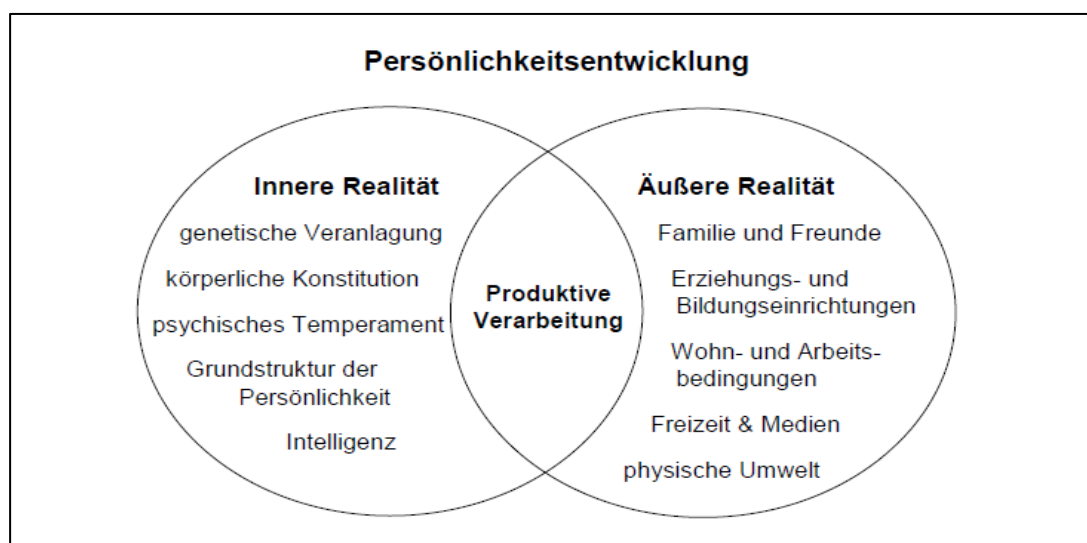 Persönlichkeitsentwicklung
Innere Realität
genetische Veranlagung
körperliche Konstitution
psychisches Temperament
Grundstruktur der
Persönlichkeit
Intelligenz
Produktive
Verarbeitung
Äußere Realität
Familie und Freunde
Erziehungs- und
Bildungseinrichtungen
Wohn- und Arbeits-
bedingungen
Freizeit & Medien
physische Umwelt